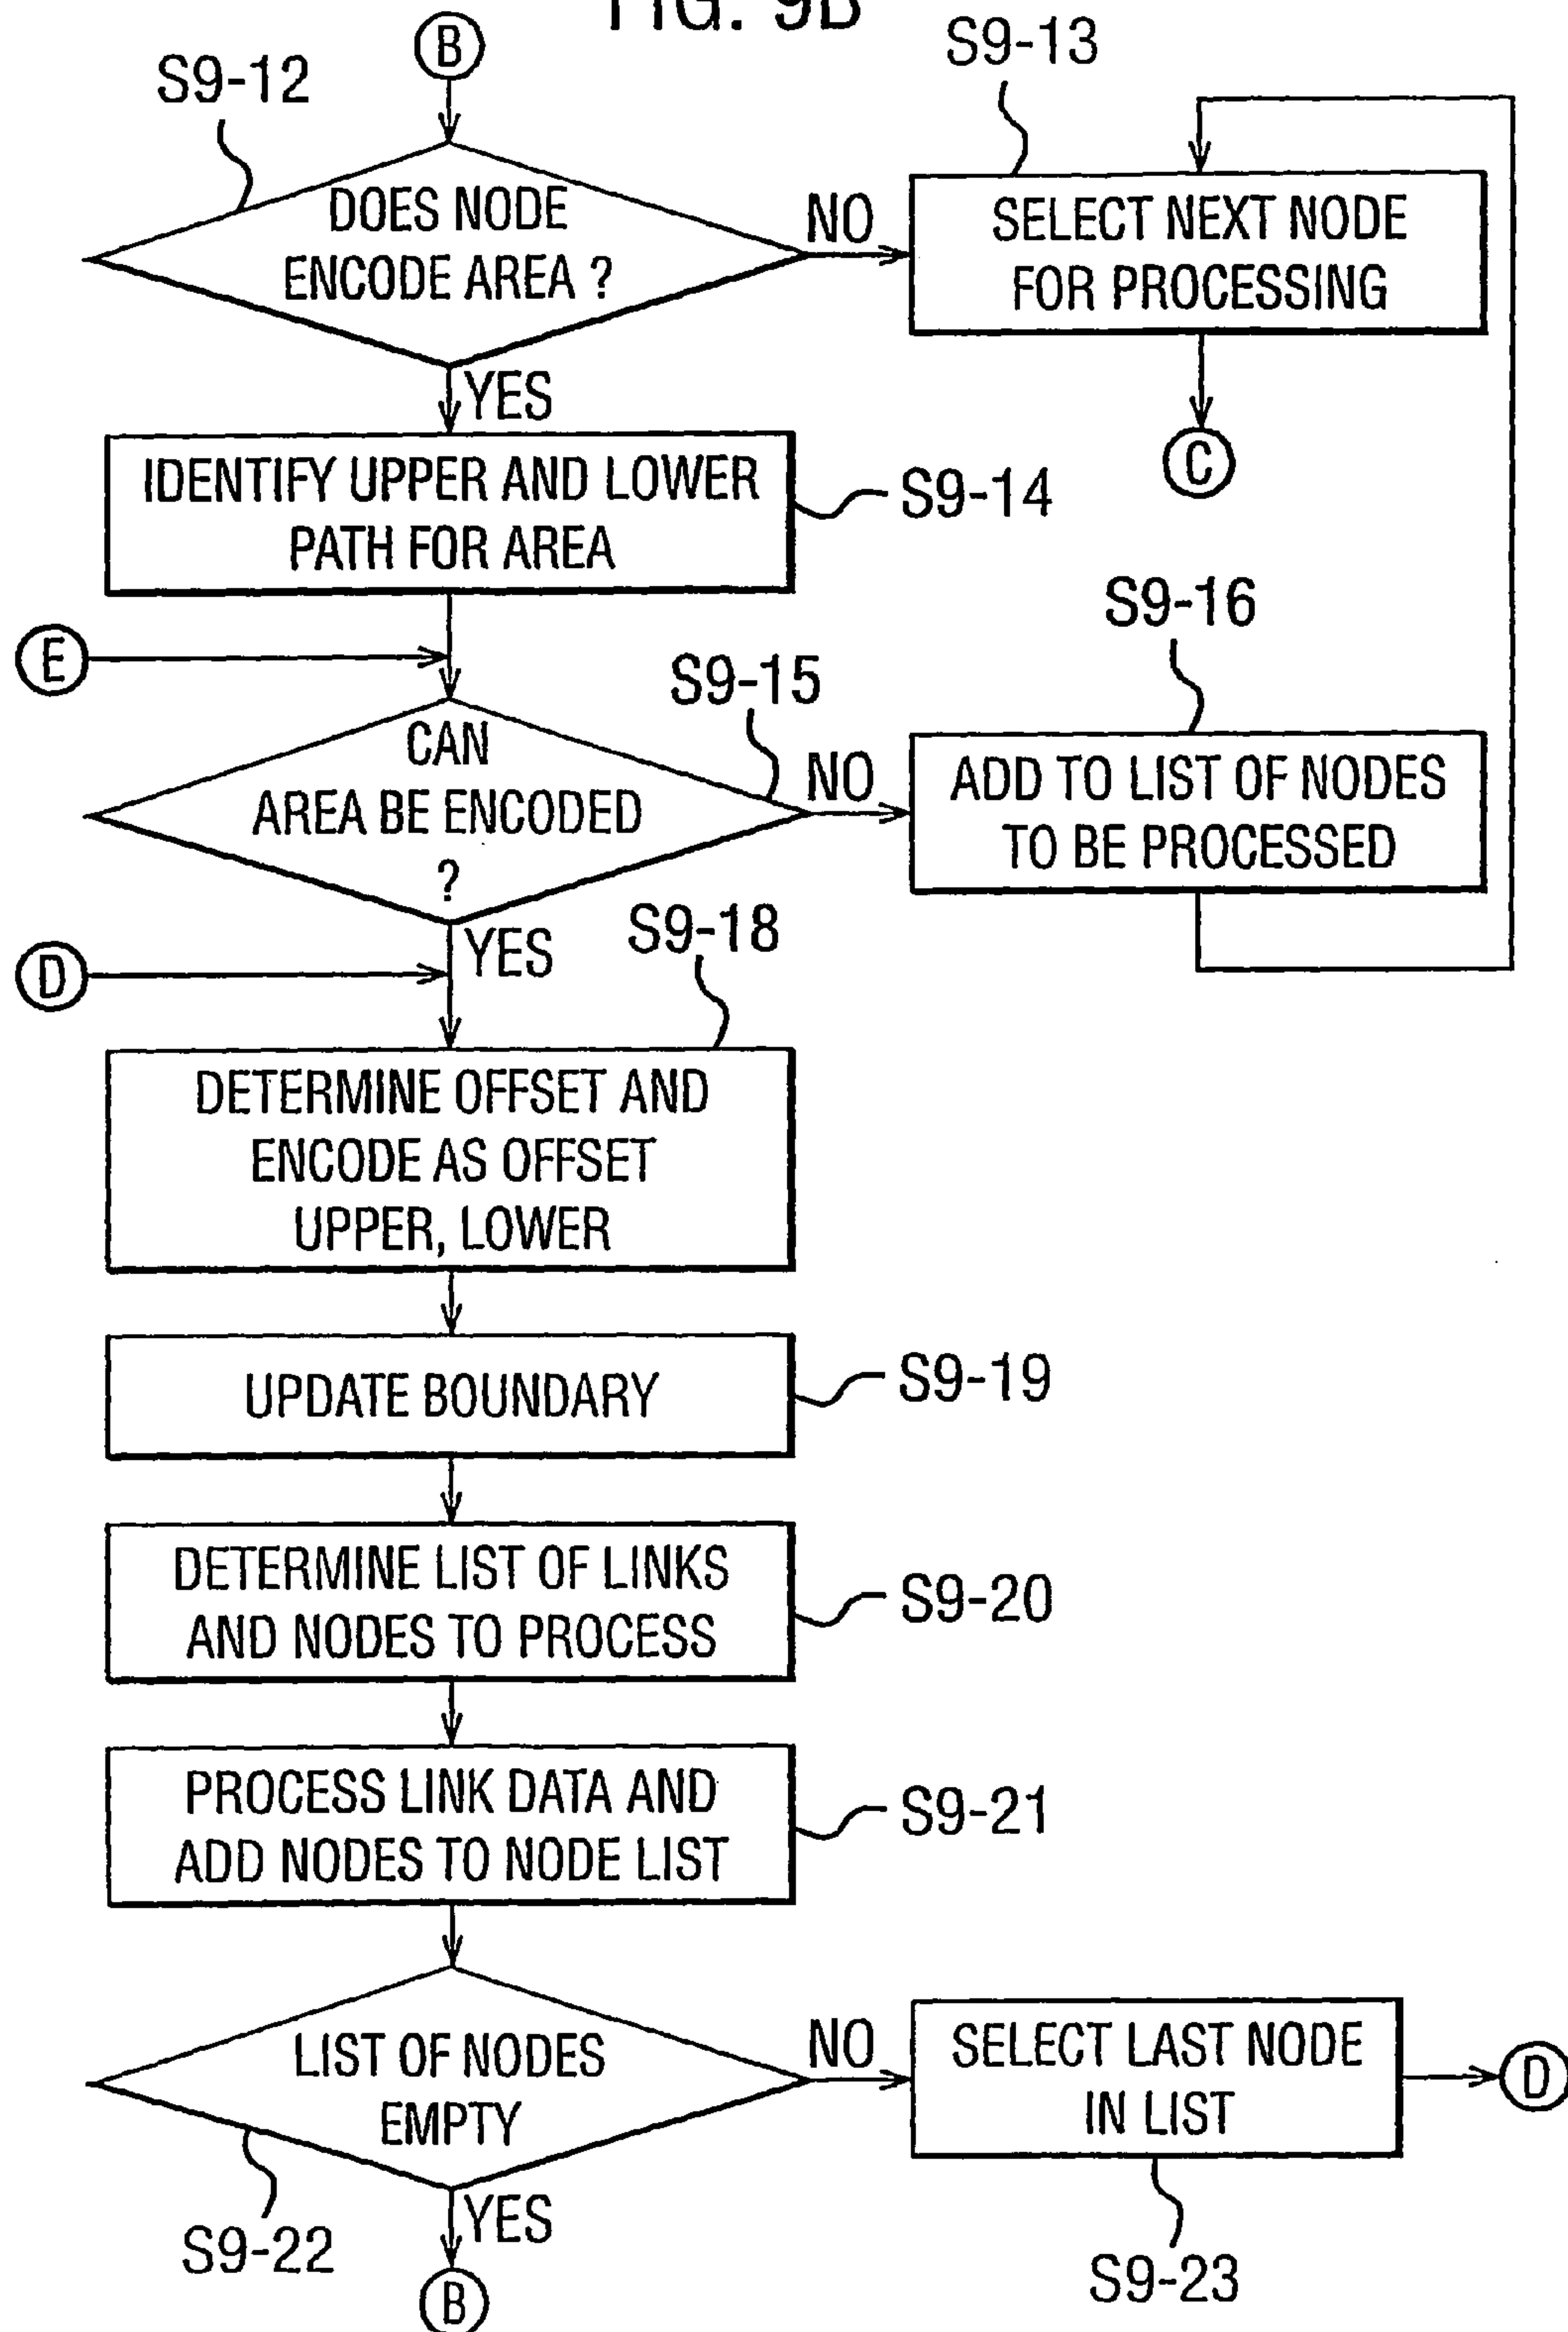 FIG. 9B
B
S9-12
S9-13
DOES NODE
ENCODE AREA ?
NO
SELECT NEXT NODE
FOR PROCESSING
YES
C
IDENTIFY UPPER AND LOWER
PATH FOR AREA
S9-14
E
S9-15
S9-16
CAN
AREA BE ENCODED
?
NO
ADD TO LIST OF NODES
TO BE PROCESSED
YES
D
S9-18
DETERMINE OFFSET AND
ENCODE AS OFFSET
UPPER, LOWER
UPDATE BOUNDARY
S9-19
DETERMINE LIST OF LINKS
AND NODES TO PROCESS
S9-20
PROCESS LINK DATA AND
ADD NODES TO NODE LIST
S9-21
LIST OF NODES
EMPTY
NO
SELECT LAST NODE
IN LIST
D
S9-22
YES
S9-23
B